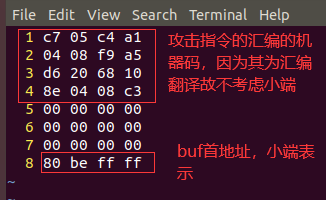 File Edit View Search Terminal Help
1 c7 05 c4 a1
2 04 08 f9 a5
3 d6 20 68 10
4 8e 04 08 c3
5 00 00 00 00
6 00 00 00 00
7 00 00 00 00
8 80 be ff ff
~
~
攻击指令的汇编的机
器码，因为其为汇编
翻译故不考虑小端
buf首地址，小端表
示